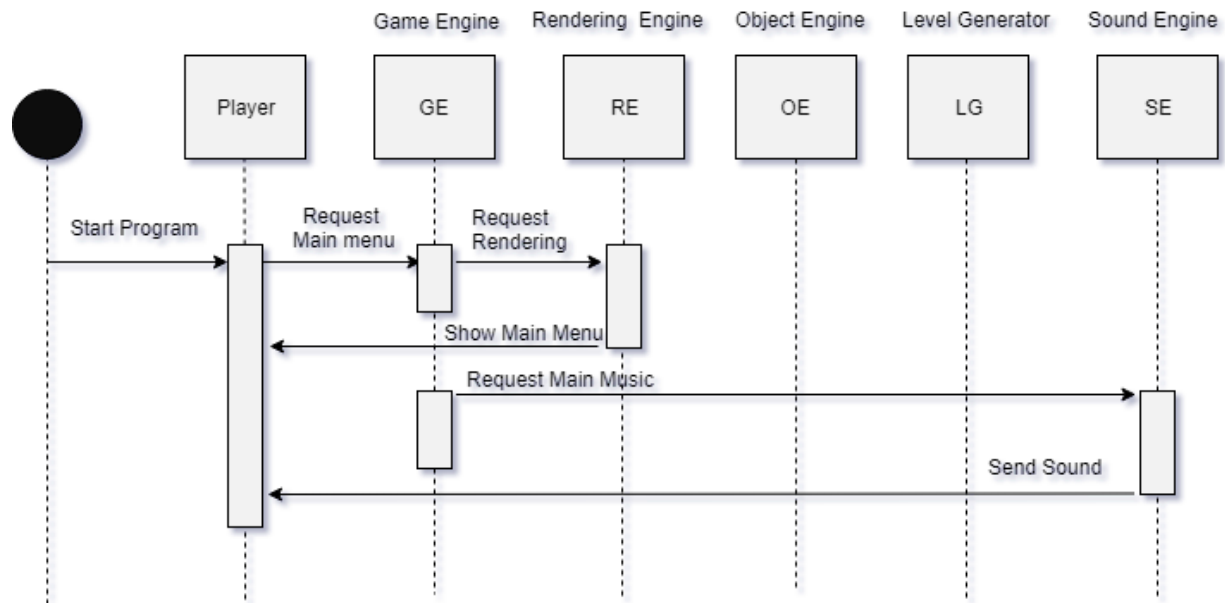 Game Engine
Rendering Engine
Object Engine
Level Generator
Sound Engine
Player
GE
RE
OE
LG
SE
Start Program
Request
Main menu
Request
Rendering
Show Main Menu
Request Main Music
Send Sound